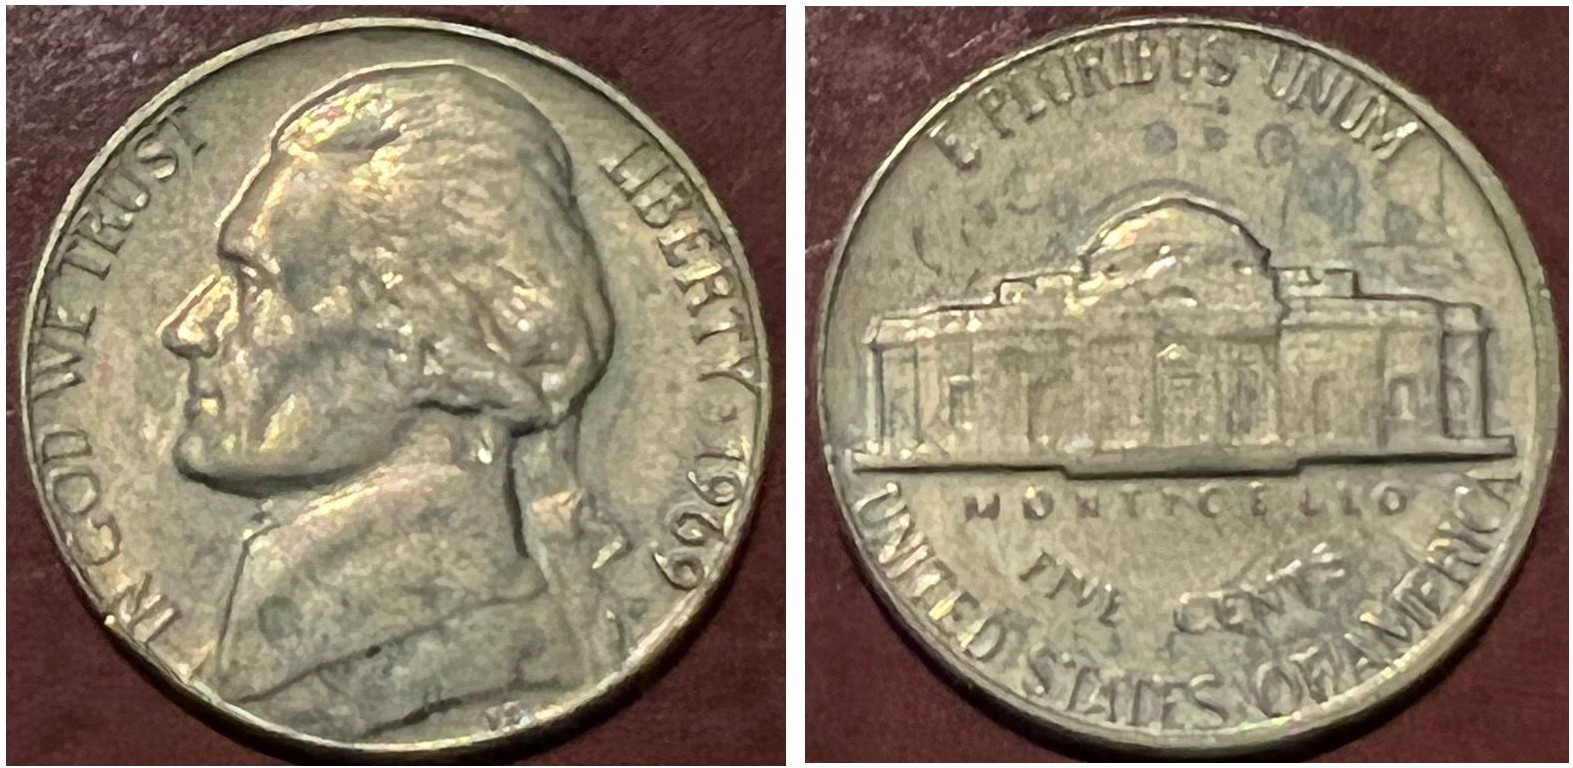 IN GOD WE TRUST
LIBERTY ★ 1969
E PLURIBUS UNUM
MONTICELLO
FIVE CENTS
UNITED STATES OF AMERICA